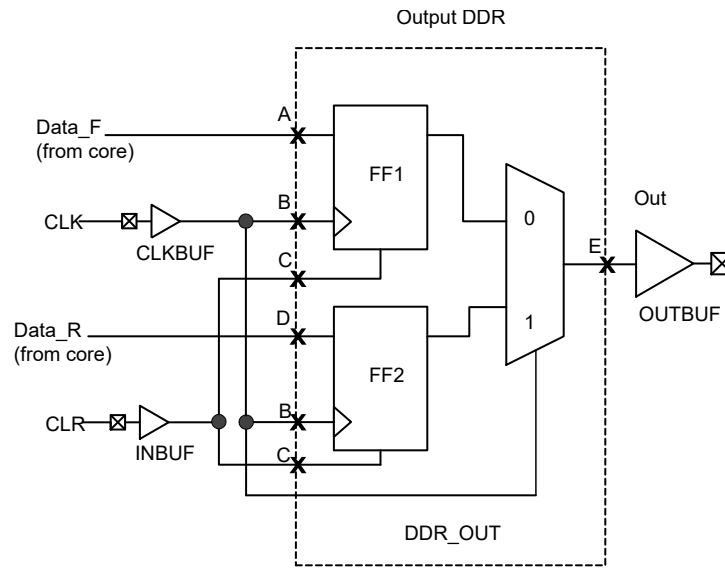 Output DDR
A
Data_F
(from core)
FF1
B
Out
0
CLK
CLKBUF
E
C
OUTBUF
D
1
Data_R
(from core)
FF2
B
CLR
INBUF
C
DDR_OUT